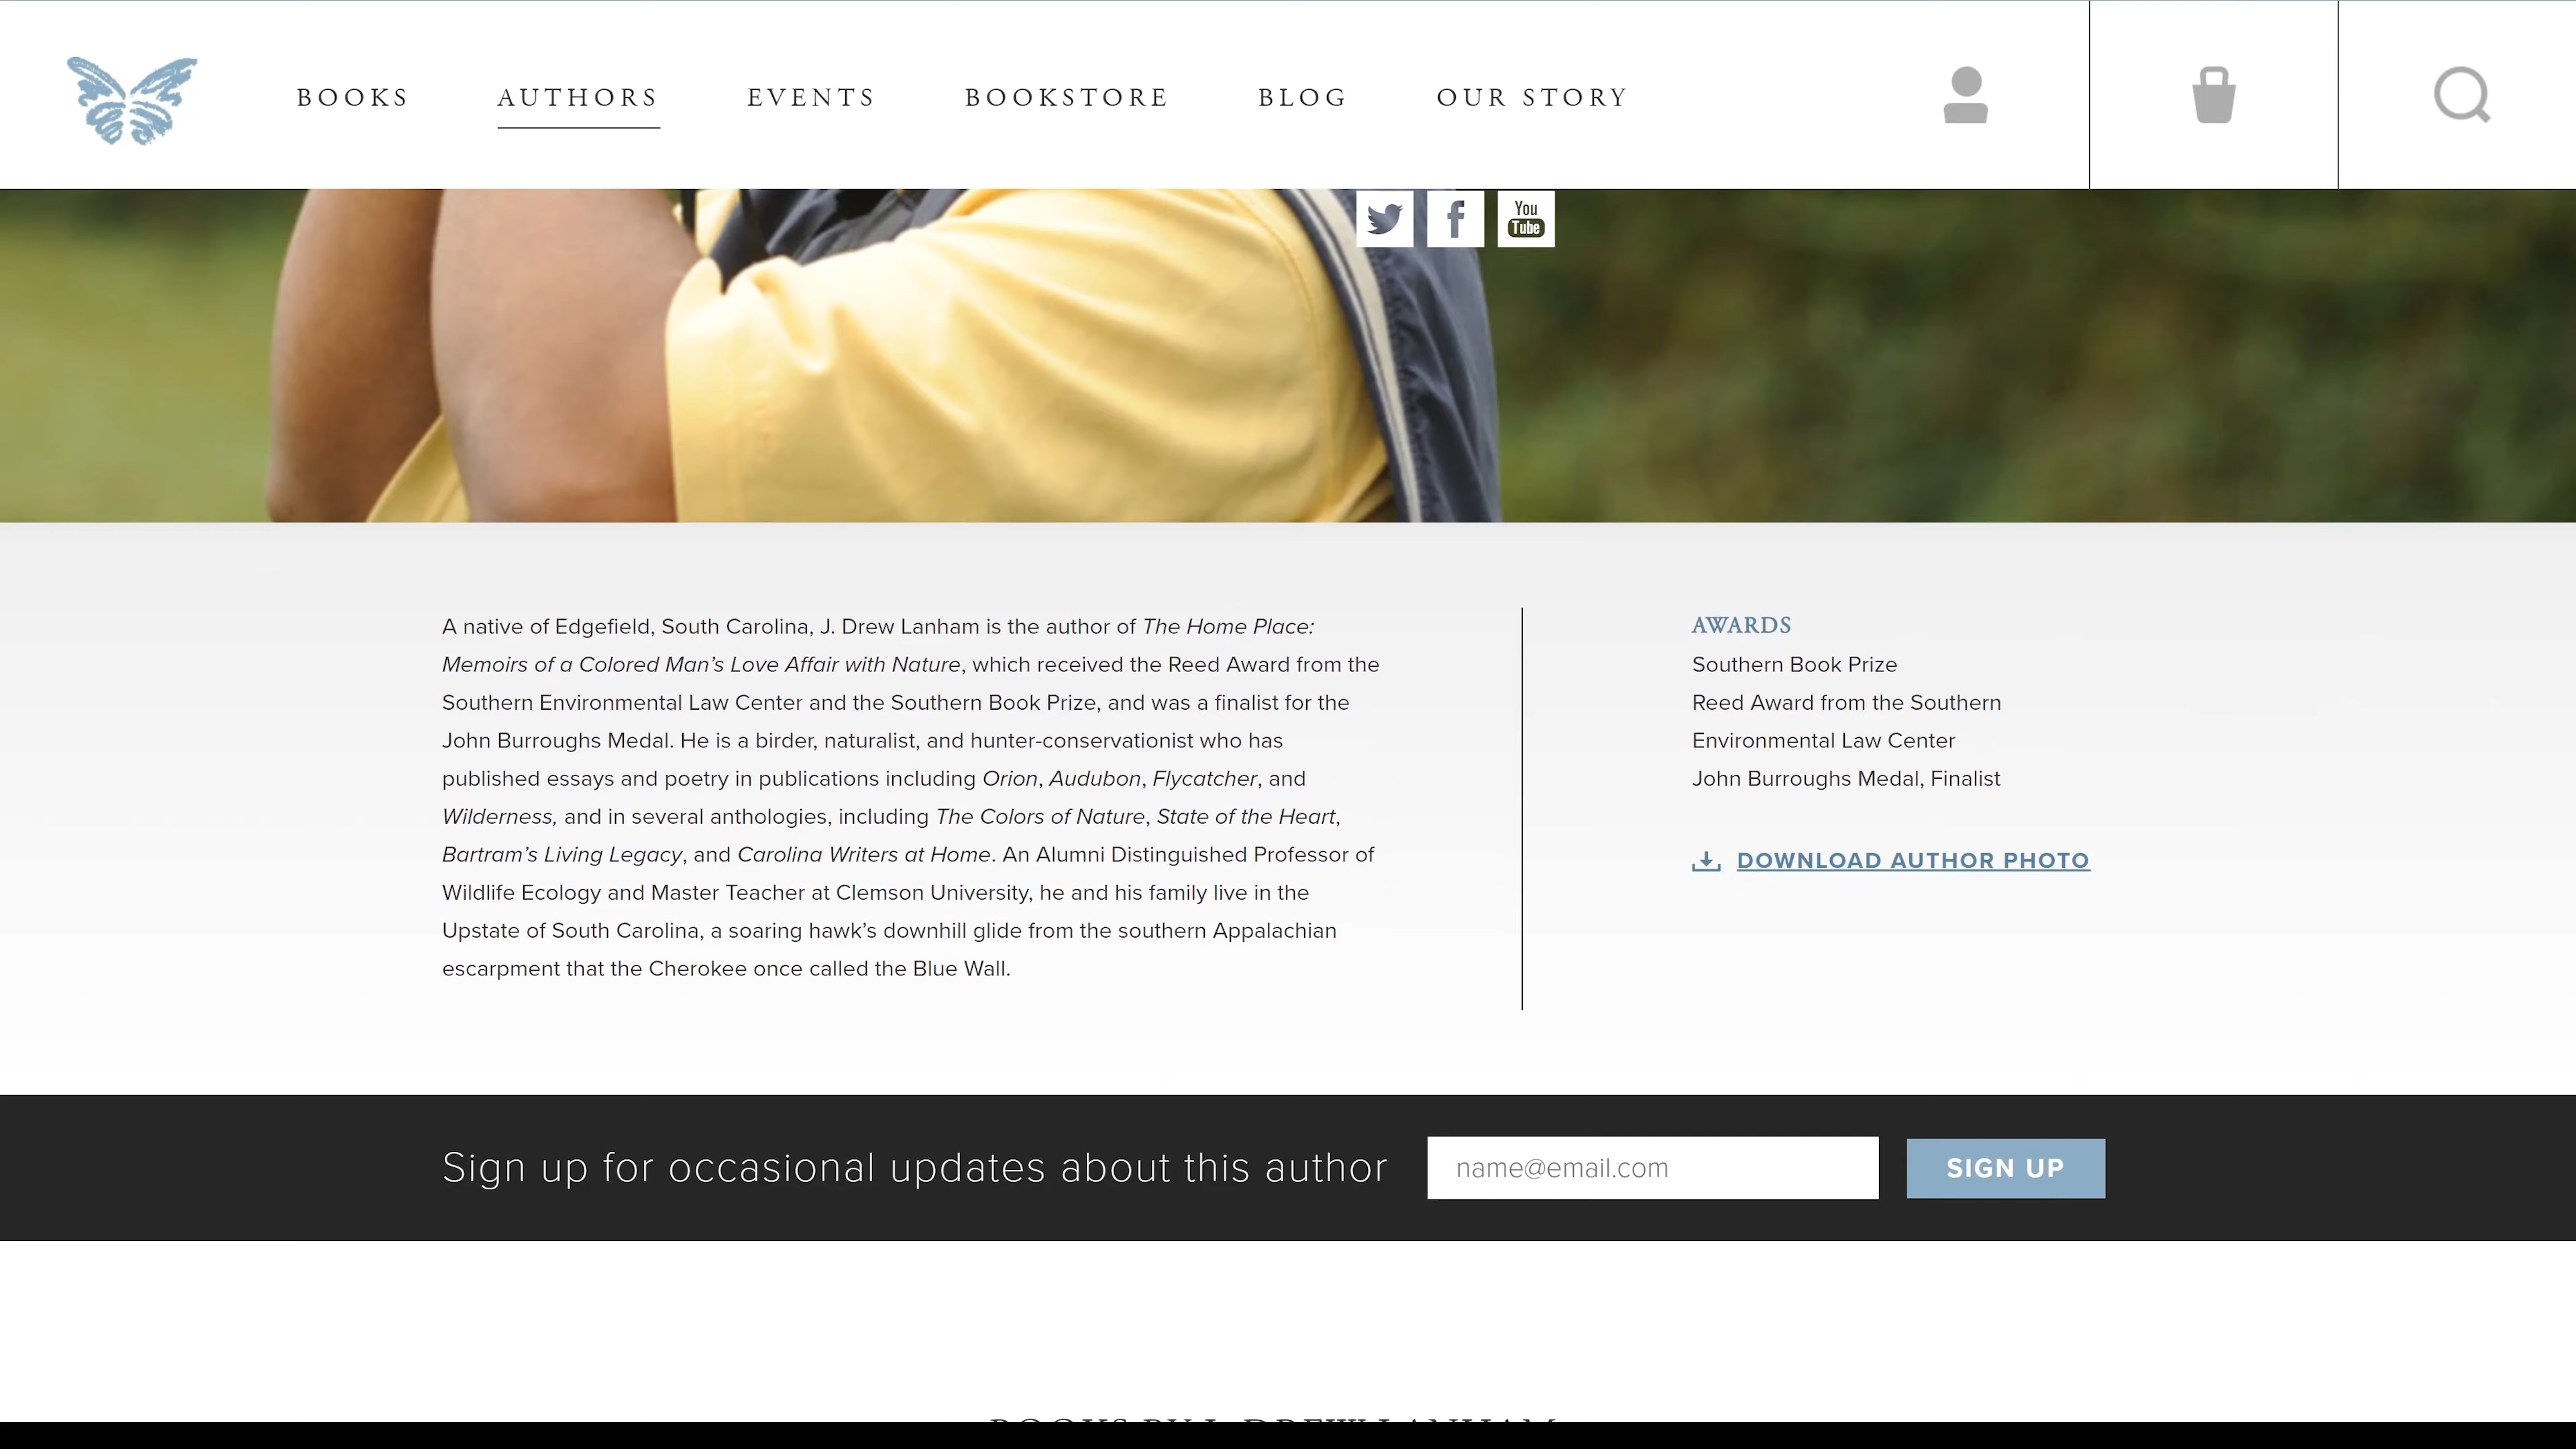 BOOKS AUTHORS EVENTS BOOKSTORE BLOG OUR STORY
You
Tube
A native of Edgefield, South Carolina, J. Drew Lanham is the author of The Home Place:
Memoirs of a Colored Man’s Love Affair with Nature, which received the Reed Award from the
Southern Environmental Law Center and the Southern Book Prize, and was a finalist for the
John Burroughs Medal. He is a birder, naturalist, and hunter-conservationist who has
published essays and poetry in publications including Orion, Audubon, Flycatcher, and
Wilderness, and in several anthologies, including The Colors of Nature, State of the Heart,
Bartram’s Living Legacy, and Carolina Writers at Home. An Alumni Distinguished Professor of
Wildlife Ecology and Master Teacher at Clemson University, he and his family live in the
Upstate of South Carolina, a soaring hawk’s downhill glide from the southern Appalachian
escarpment that the Cherokee once called the Blue Wall.
AWARDS
Southern Book Prize
Reed Award from the Southern
Environmental Law Center
John Burroughs Medal, Finalist
DOWNLOAD AUTHOR PHOTO
Sign up for occasional updates about this author
name@email.com
SIGN UP
BOOKS BY J. DREW LANHAM